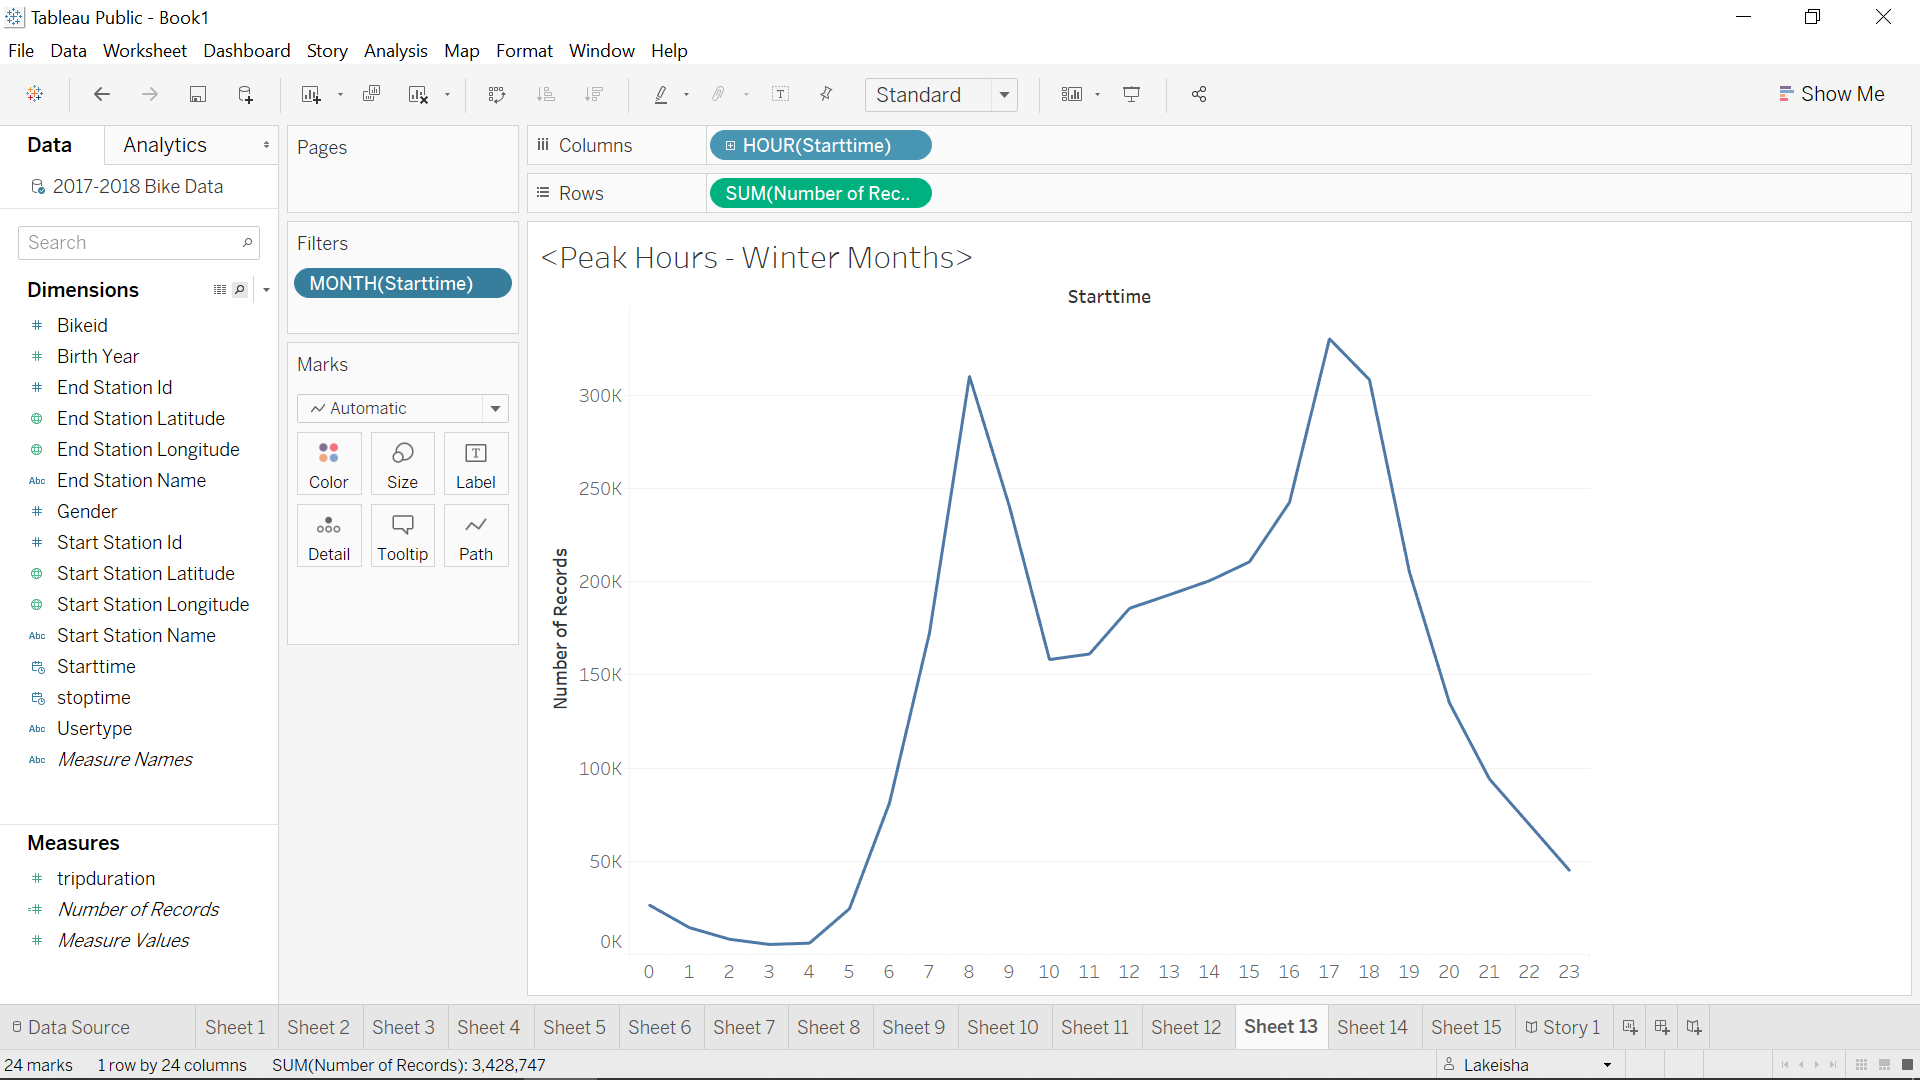 Tableau Public - Book1
File Data Worksheet Dashboard Story Analysis Map Format Window Help
Standard
Show Me
Data Analytics
2017-2018 Bike Data
Search
Dimensions
# Bikeid
# Birth Year
# End Station Id
End Station Latitude
End Station Longitude
Abc End Station Name
# Gender
# Start Station Id
Start Station Latitude
Start Station Longitude
Abc Start Station Name
Starttime
stoptime
Abc Usertype
Abc Measure Names
Measures
# tripduration
=# Number of Records
# Measure Values
Pages
Filters
MONTH(Starttime)
Marks
Automatic
Color Size T Label
Detail Tooltip Path
Columns HOUR(Starttime)
Rows SUM(Number of Rec..
<Peak Hours - Winter Months>
Starttime
Number of Records
300K
250K
200K
150K
100K
50K
0K
0 1 2 3 4 5 6 7 8 9 10 11 12 13 14 15 16 17 18 19 20 21 22 23
Data Source Sheet 1 Sheet 2 Sheet 3 Sheet 4 Sheet 5 Sheet 6 Sheet 7 Sheet 8 Sheet 9 Sheet 10 Sheet 11 Sheet 12 Sheet 13 Sheet 14 Sheet 15 Story 1
24 marks 1 row by 24 columns SUM(Number of Records): 3,428,747 Lakeisha